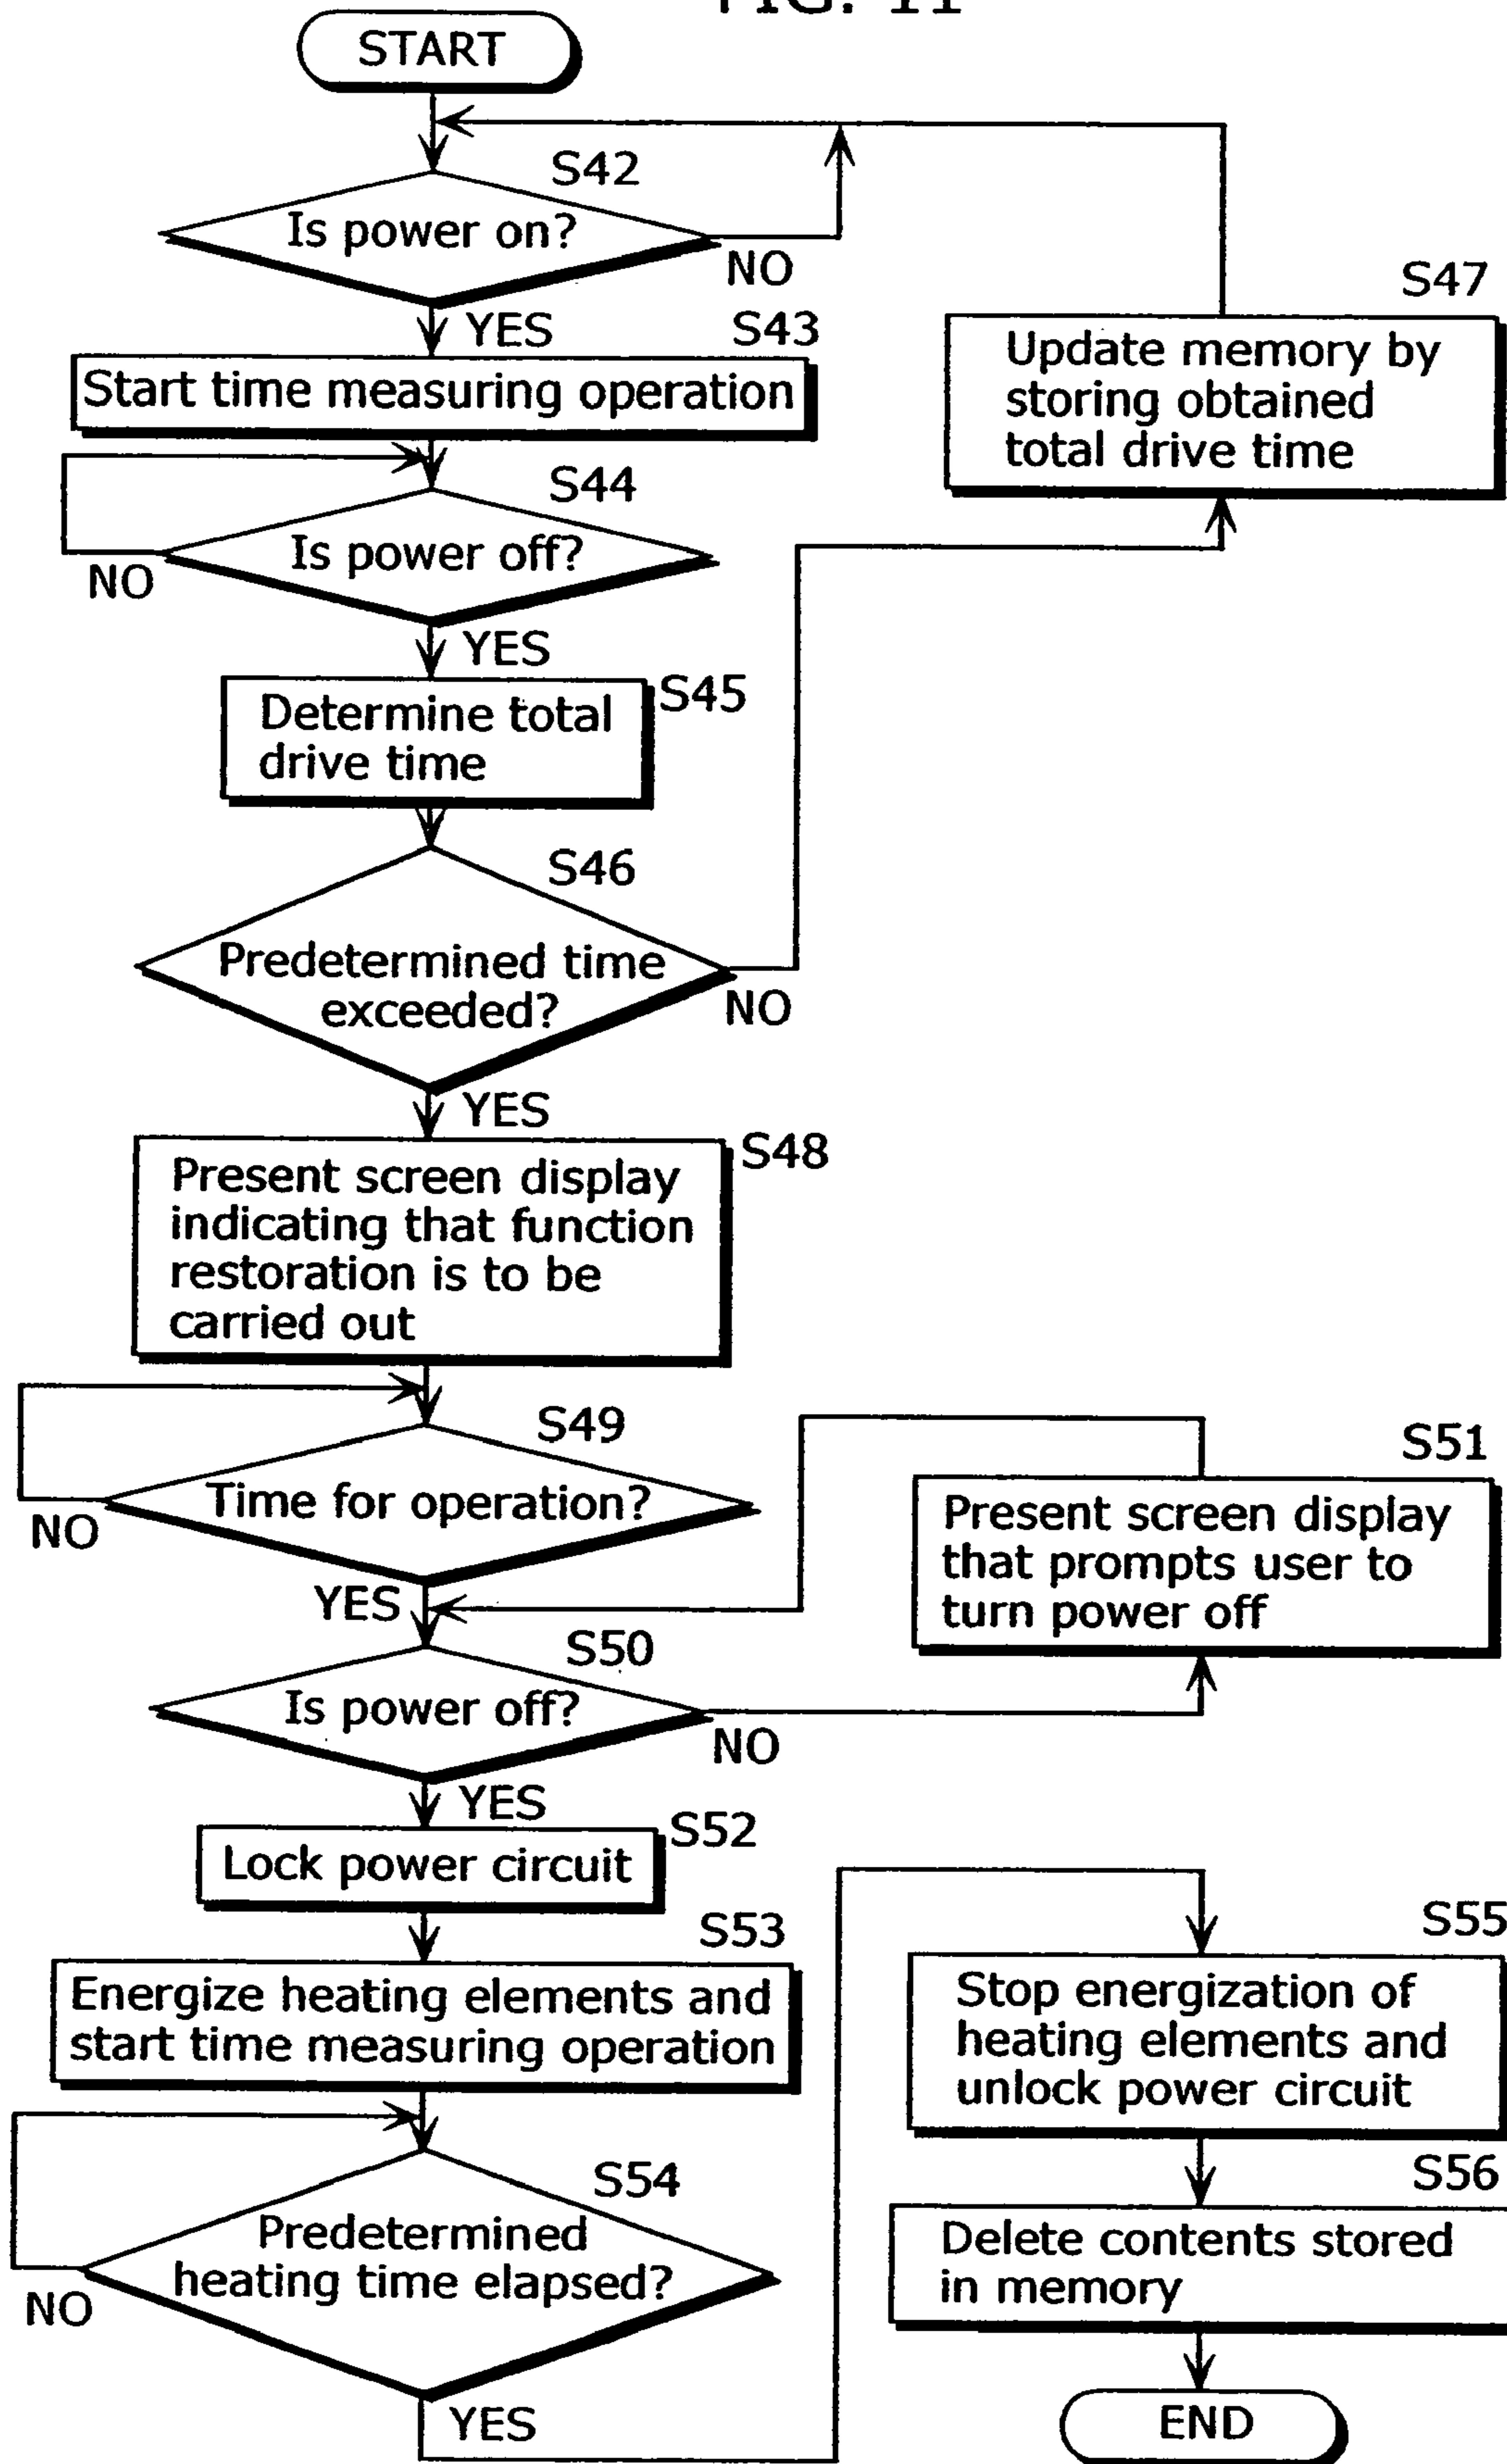 FIG. 11
START
S42
Is power on?
NO
YES
S43
Start time measuring operation
S44
Is power off?
NO
YES
S45
Determine total
drive time
S46
Predetermined time
exceeded?
NO
S47
Update memory by
storing obtained
total drive time
YES
S48
Present screen display
indicating that function
restoration is to be
carried out
S49
Time for operation?
NO
YES
S50
Is power off?
NO
S51
Present screen display
that prompts user to
turn power off
YES
S52
Lock power circuit
S53
Energize heating elements and
start time measuring operation
S54
Predetermined
heating time elapsed?
NO
YES
S55
Stop energization of
heating elements and
unlock power circuit
S56
Delete contents stored
in memory
END